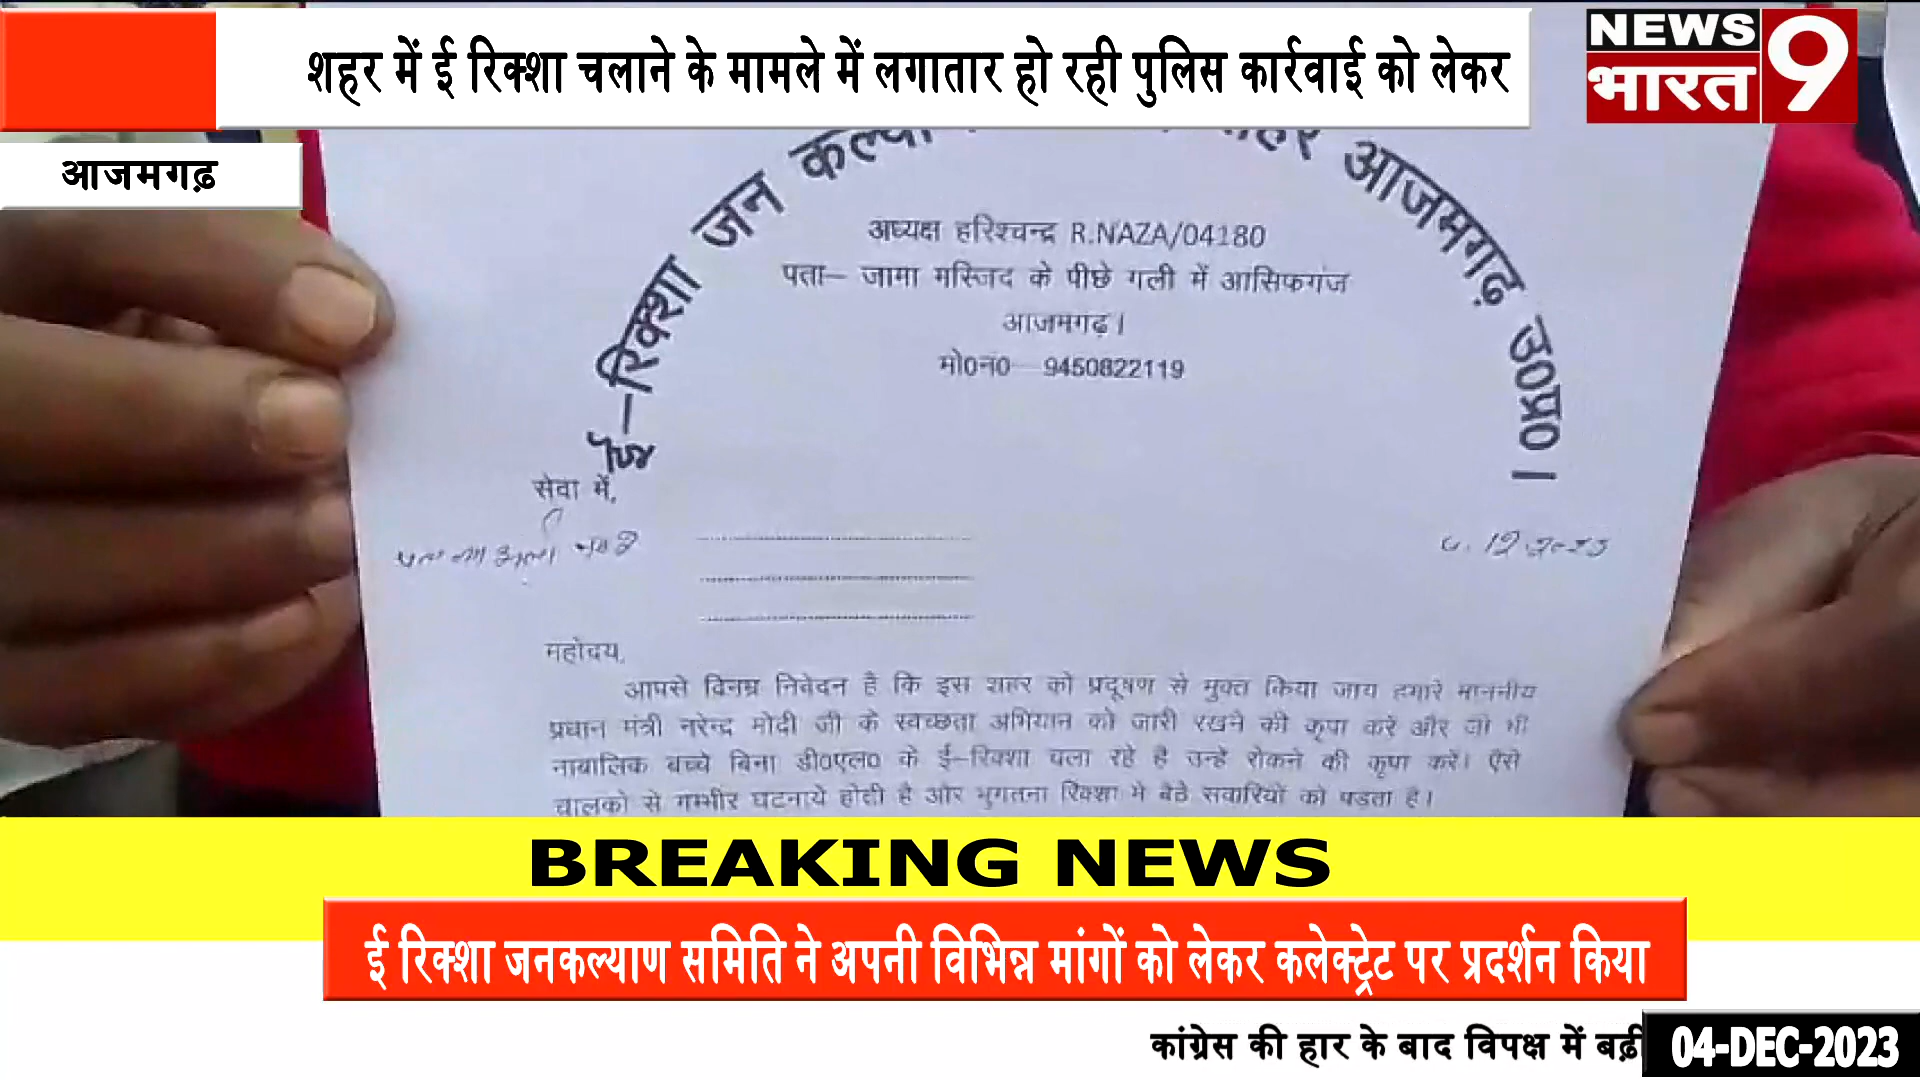 शहर में ई रिक्शा चलाने के मामले में लगातार हो रही पुलिस कार्रवाई को लेकर
NEWS
भारत 9
आजमगढ़
ई-रिक्शा जन आजमगढ़ उ0प्र0।
अध्यक्ष हरिश्चन्द्र R.NAZA/04180
पता— जामा मस्जिद के पीछे गली में आसिफगंज
आजमगढ़।
मो0न0— 9450822119
सेवा में,
महोदय,
आपसे विनम्र निवेदन है कि इस शहर को प्रदूषण से मुक्त किया जाय हमारे माननीय
प्रधान मंत्री नरेन्द्र मोदी जी के स्वच्छता अभियान को जारी रखने की कृपा करें और जो भी
नाबालिक बच्चे बिना डी0एल0 के ई-रिक्शा चला रहे है उन्हें रोकने की कृपा करें। ऐसे
चालको से गम्भीर घटनाये होती है और भुगतना रिक्शा मे बैठे सवारियों को पड़ता है।
BREAKING NEWS
ई रिक्शा जनकल्याण समिति ने अपनी विभिन्न मांगों को लेकर कलेक्ट्रेट पर प्रदर्शन किया
कांग्रेस की हार के बाद विपक्ष में बढ़ी
04-DEC-2023